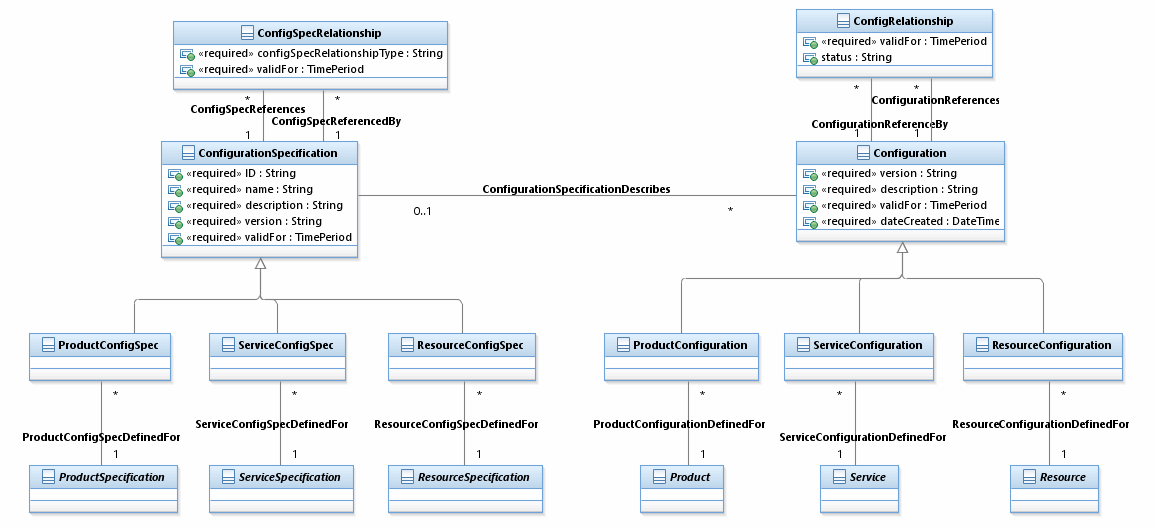 ConfigSpecRelationship
«required» configSpecRelationshipType : String
«required» validFor : TimePeriod
ConfigRelationship
«required» validFor : TimePeriod
status : String
*
*
ConfigSpecReferences
ConfigSpecReferencedBy
1
1
*
*
ConfigurationReferences
ConfigurationReferenceBy
1
1
ConfigurationSpecification
«required» ID : String
«required» name : String
«required» description : String
«required» version : String
«required» validFor : TimePeriod
ConfigurationSpecificationDescribes
0..1
*
Configuration
«required» version : String
«required» description : String
«required» validFor : TimePeriod
«required» dateCreated : DateTime
ProductConfigSpec
ServiceConfigSpec
ResourceConfigSpec
ProductConfiguration
ServiceConfiguration
ResourceConfiguration
*
*
*
*
*
*
ProductConfigSpecDefinedFor
ServiceConfigSpecDefinedFor
ResourceConfigSpecDefinedFor
ProductConfigurationDefinedFor
ServiceConfigurationDefinedFor
ResourceConfigurationDefinedFor
1
1
1
1
1
1
ProductSpecification
ServiceSpecification
ResourceSpecification
Product
Service
Resource